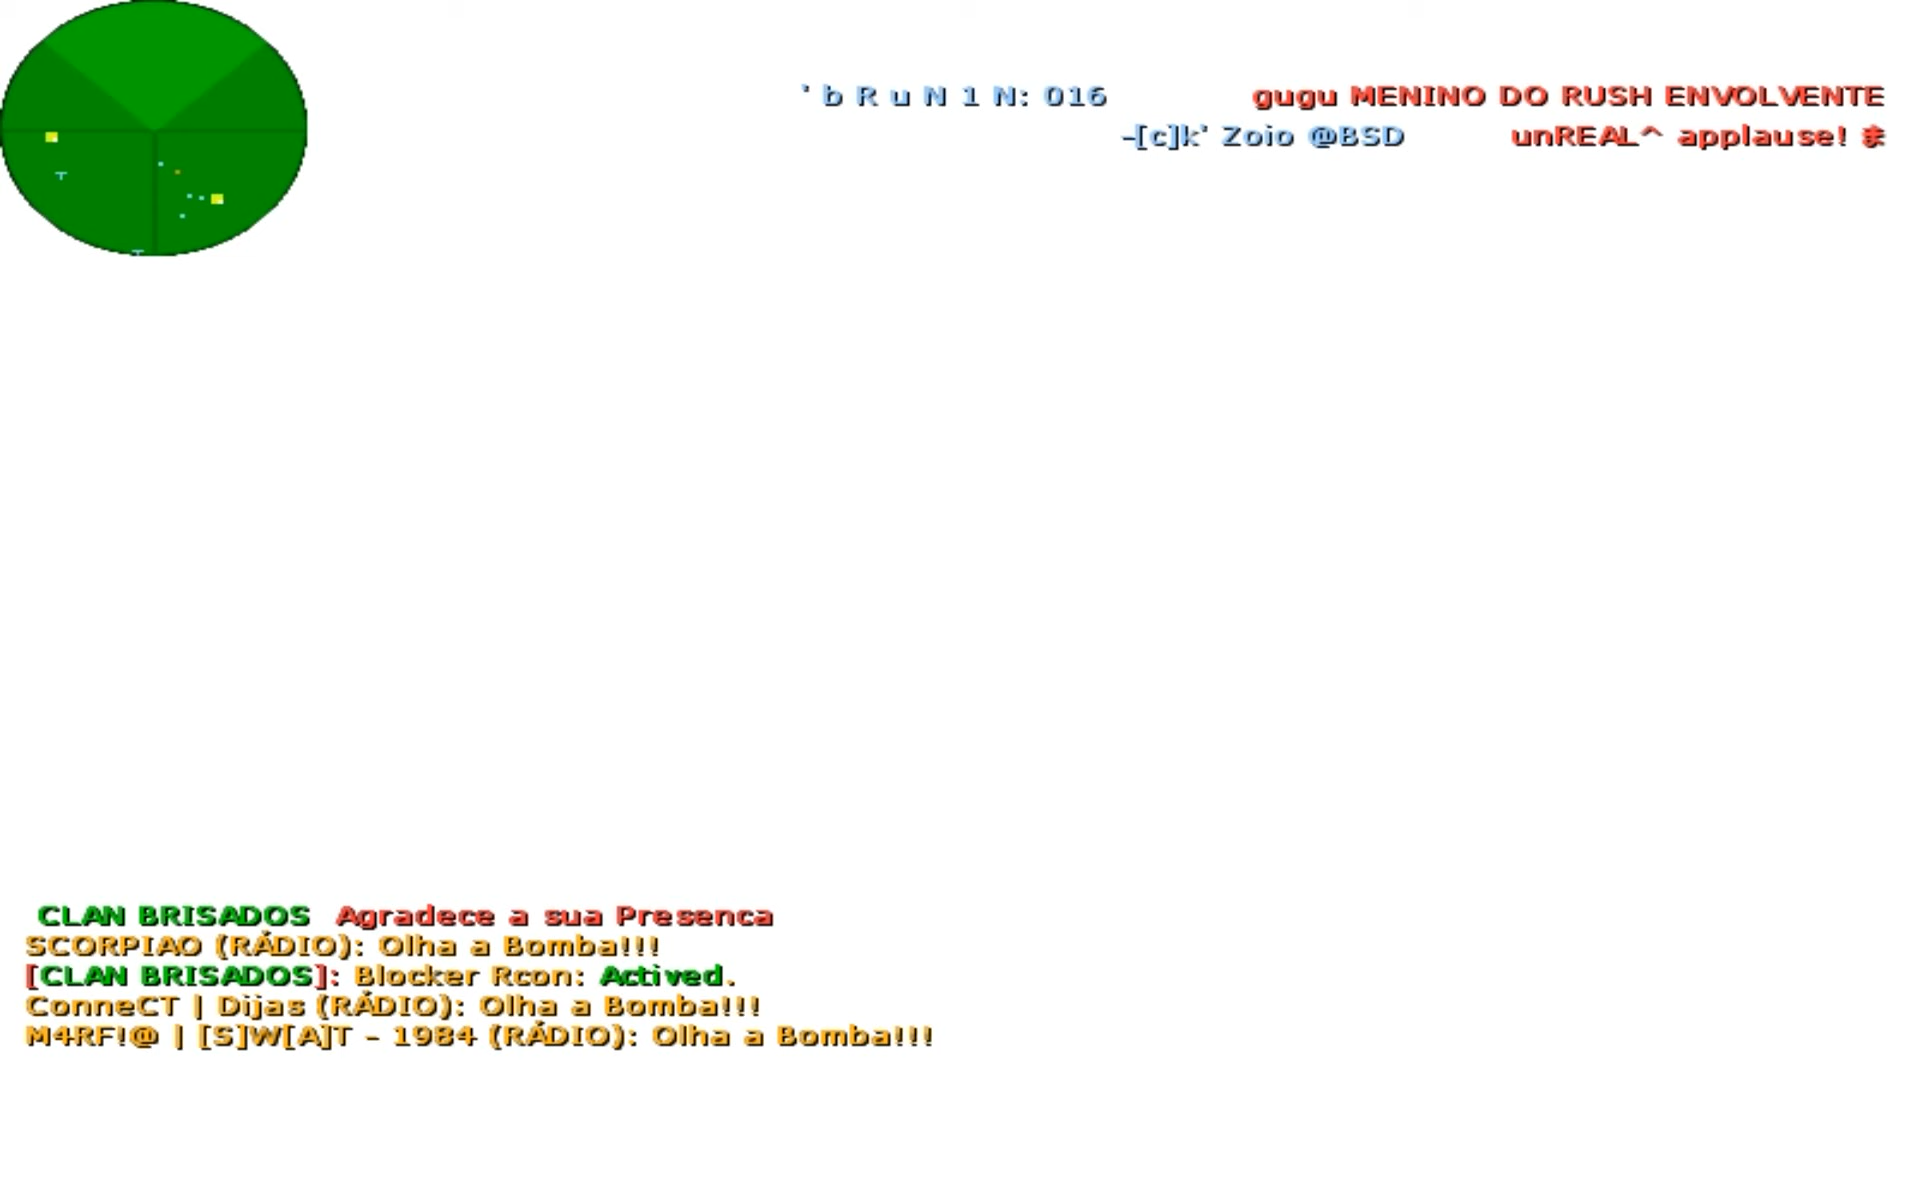 ' b R u N 1 N: 016 gugu MENINO DO RUSH ENVOLVENTE
-[c]k' Zoio @BSD unREAL^ applause!
CLAN BRISADOS Agradece a sua Presenca
SCORPIAO (RÁDIO): Olha a Bomba!!!
[CLAN BRISADOS]: Blocker Rcon: Actived.
ConneCT | Dijas (RÁDIO): Olha a Bomba!!!
M4RF!@ | [S]W[A]T - 1984 (RÁDIO): Olha a Bomba!!!